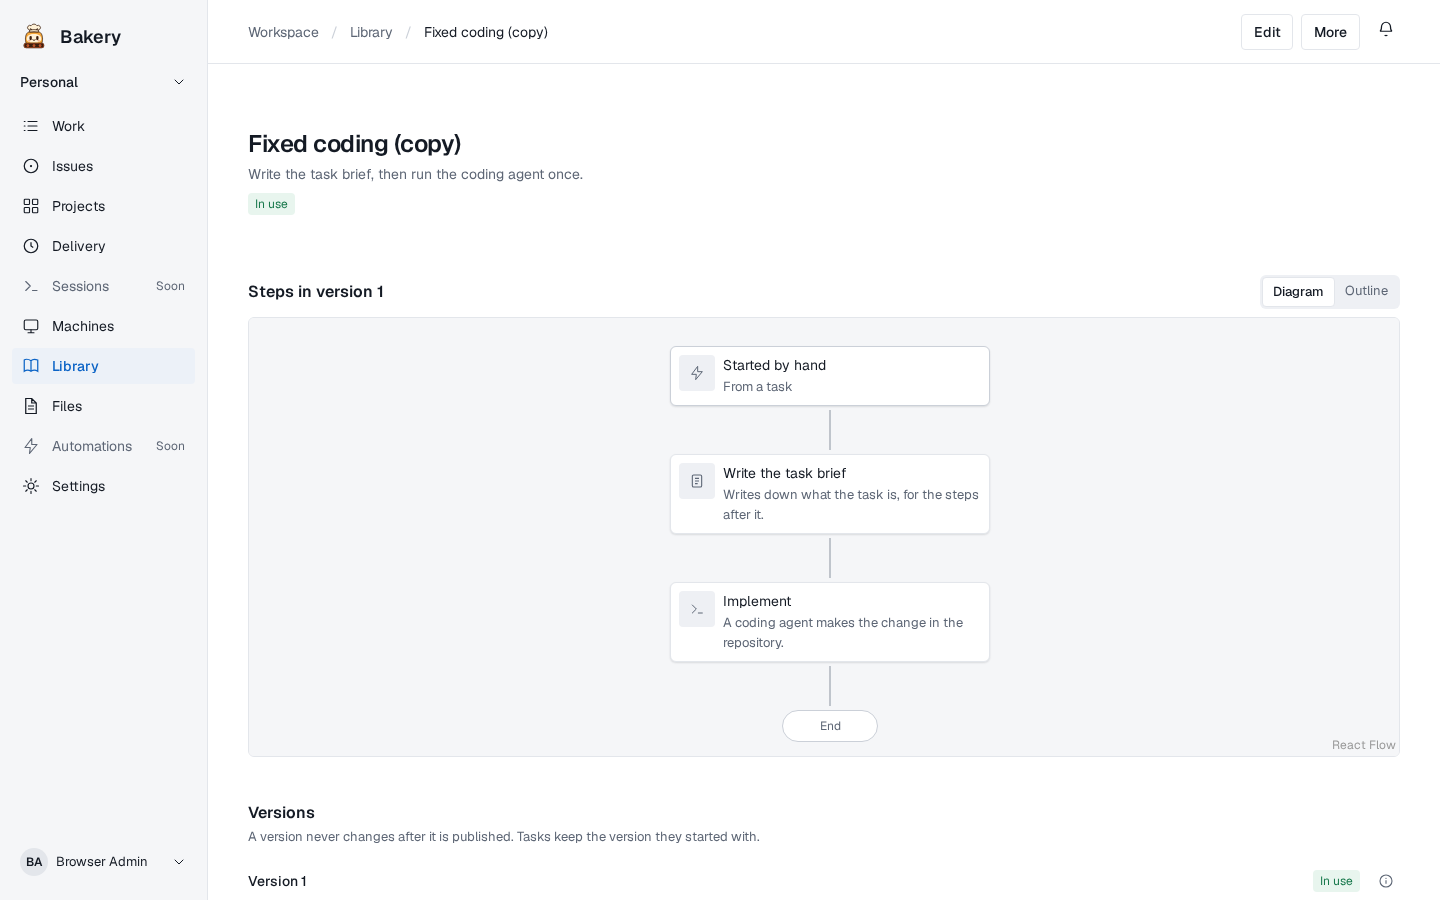 Bakery
Personal
Work
Issues
Projects
Delivery
Sessions Soon
Machines
Library
Files
Automations Soon
Settings
BA Browser Admin
Workspace / Library / Fixed coding (copy)
Edit
More
Fixed coding (copy)
Write the task brief, then run the coding agent once.
In use
Steps in version 1
Diagram
Outline
Started by hand
From a task
Write the task brief
Writes down what the task is, for the steps
after it.
Implement
A coding agent makes the change in the
repository.
End
React Flow
Versions
A version never changes after it is published. Tasks keep the version they started with.
Version 1
In use